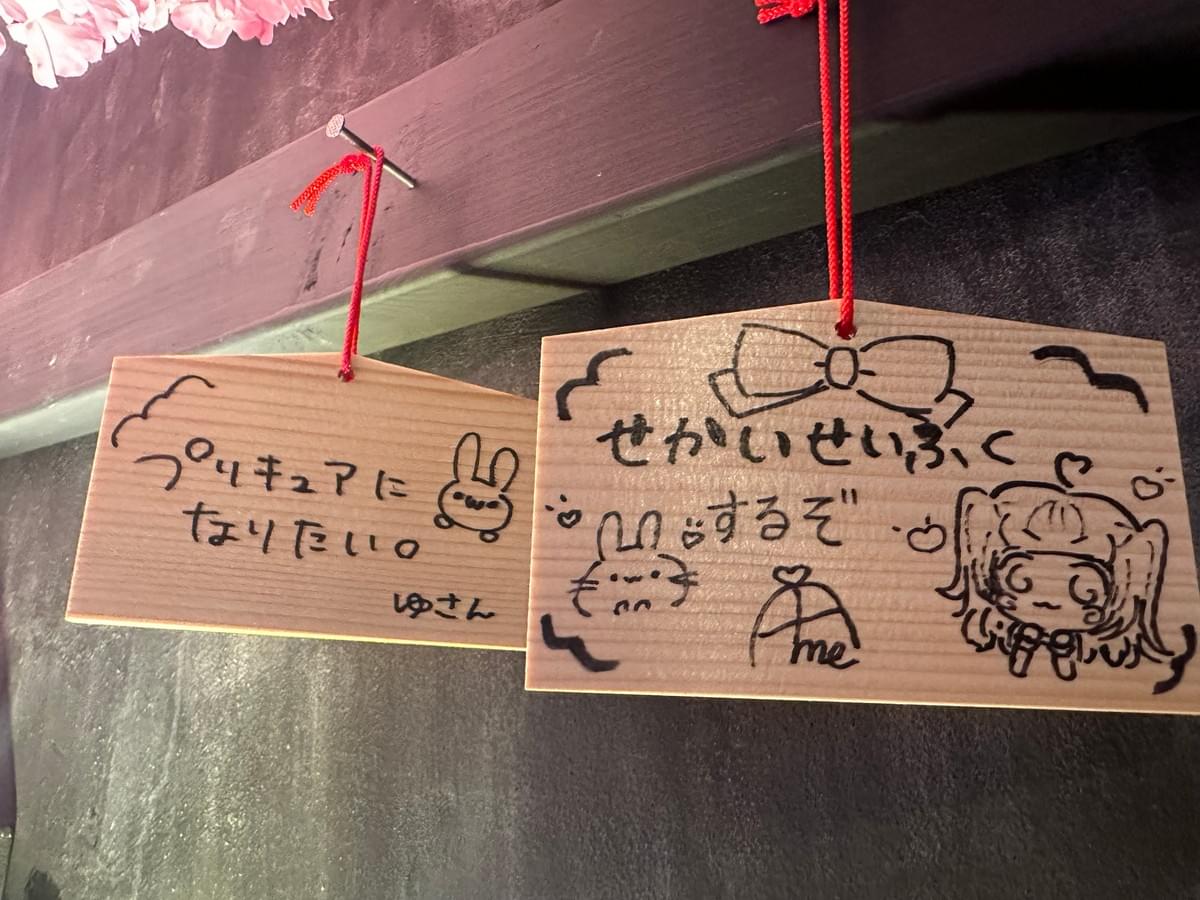 プリキュアに
なりたい。
ゆさん
せかいせいふく
するぞ
Ame